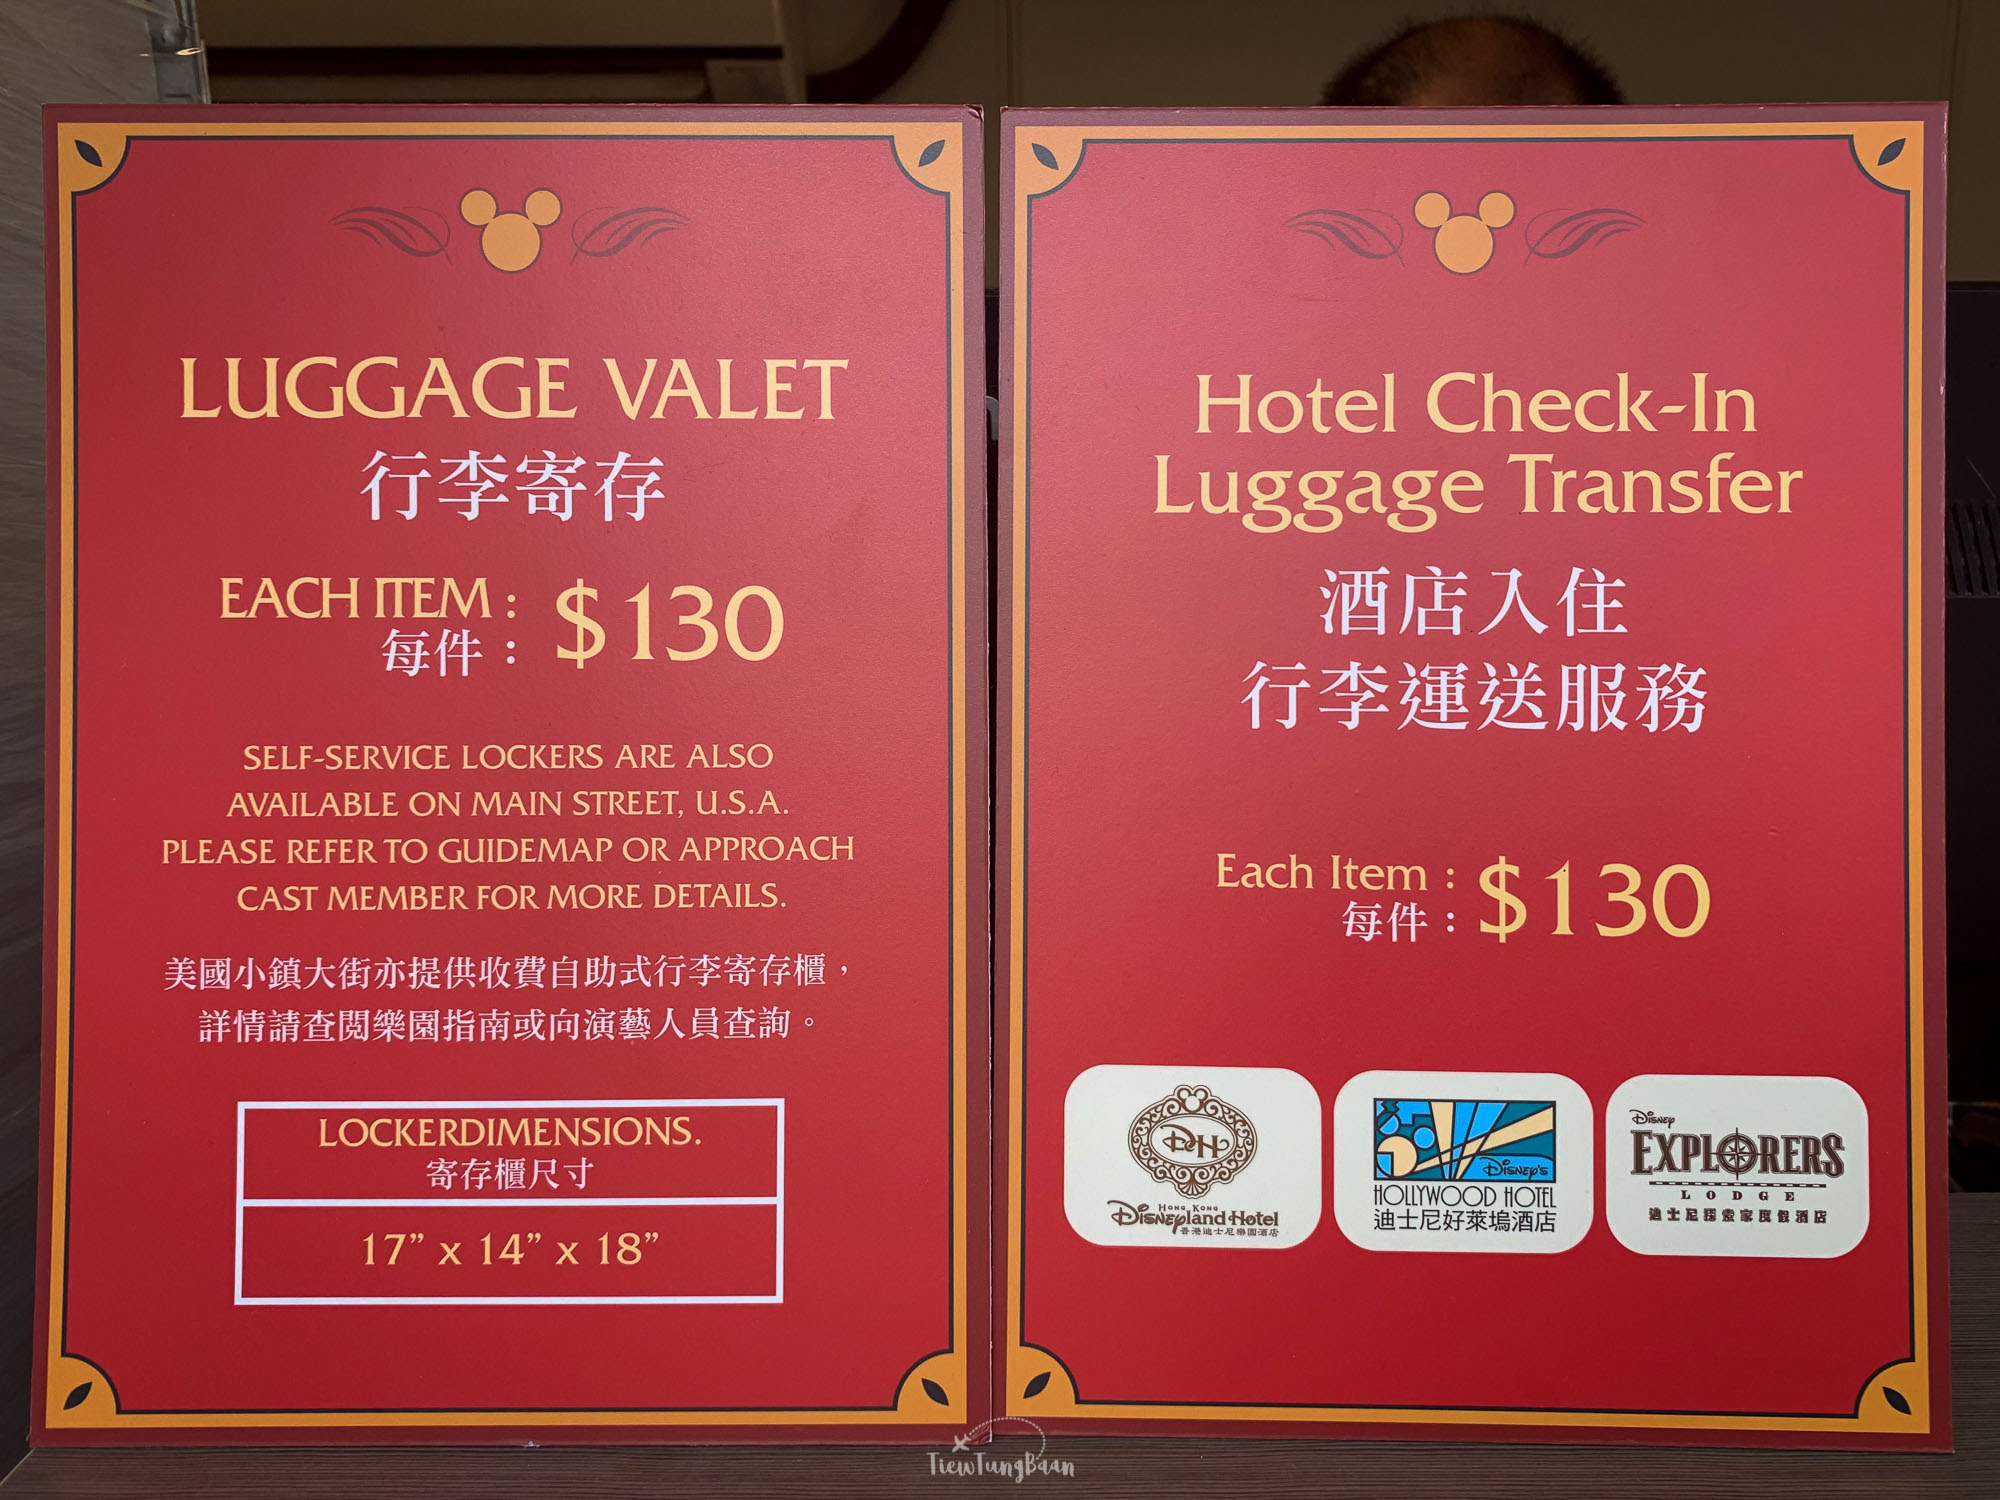 LUGGAGE VALET
行李寄存
EACH ITEM :
每件 :
$130
SELF-SERVICE LOCKERS ARE ALSO
AVAILABLE ON MAIN STREET, U.S.A.
PLEASE REFER TO GUIDEMAP OR APPROACH
CAST MEMBER FOR MORE DETAILS.
美國小鎮大街亦提供收費自助式行李寄存櫃，
詳情請查閱樂園指南或向演藝人員查詢。
LOCKERDIMENSIONS.
寄存櫃尺寸
17” x 14” x 18”
Hotel Check-In
Luggage Transfer
酒店入住
行李運送服務
Each Item :
每件 :
$130
DH
HONG KONG
Disneyland Hotel
香港迪士尼樂園酒店
Disney's
HOLLYWOOD HOTEL
迪士尼好萊塢酒店
Disney
EXPLORERS
LODGE
迪士尼探索家度假酒店
TiewTungBaan